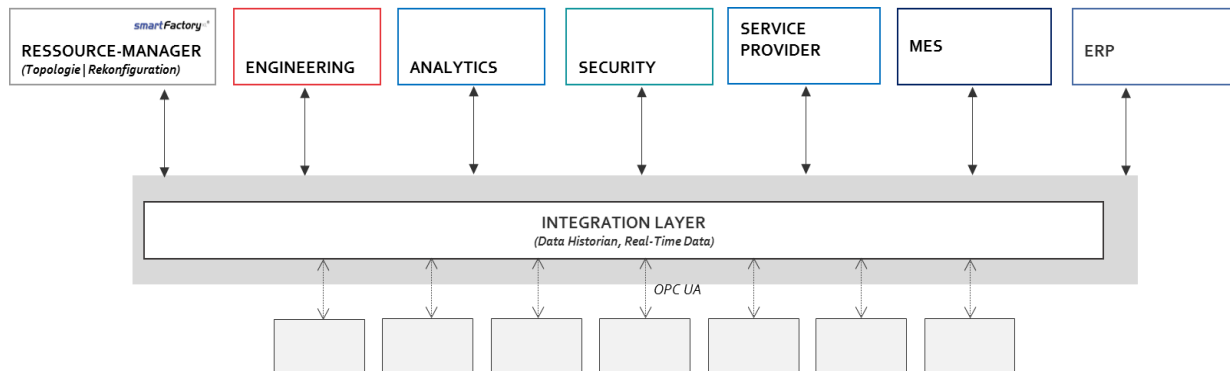 smartFactory
RESSOURCE-MANAGER
(Topologie | Rekonfiguration)
ENGINEERING
ANALYTICS
SECURITY
SERVICE
PROVIDER
MES
ERP
INTEGRATION LAYER
(Data Historian, Real-Time Data)
OPC UA